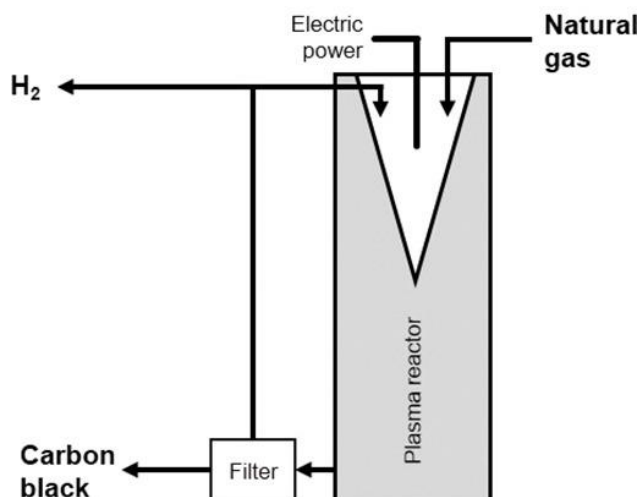 Electric
power
Natural
gas
H₂
Plasma reactor
Carbon
black
Filter